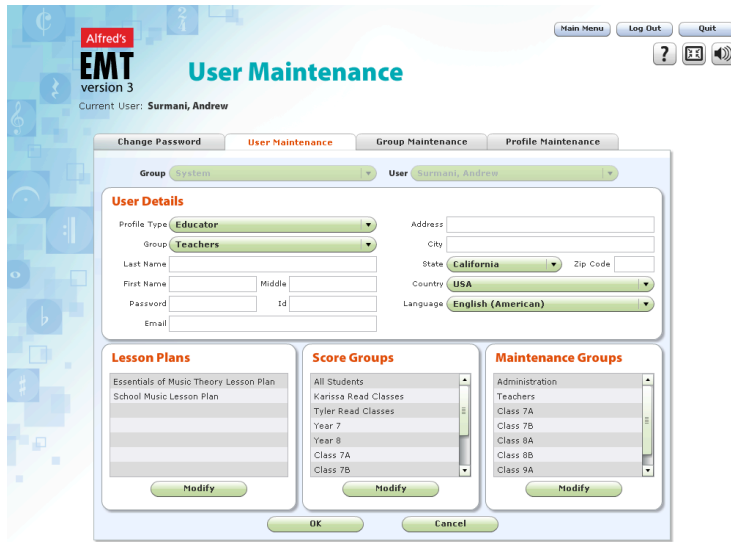 Main Menu Log Out Quit
?
Alfred's
EMT
version 3
User Maintenance
Current User: Surmani, Andrew
Change Password User Maintenance Group Maintenance Profile Maintenance
Group System User Surmani, Andrew
User Details
Profile Type Educator Address
Group Teachers City
Last Name State California Zip Code
First Name Middle Country USA
Password Id Language English (American)
Email
Lesson Plans Score Groups Maintenance Groups
Essentials of Music Theory Lesson Plan All Students Administration
School Music Lesson Plan Karissa Read Classes Teachers
Tyler Read Classes Class 7A
Year 7 Class 7B
Year 8 Class 8A
Class 7A Class 8B
Class 7B Class 9A
Modify Modify Modify
OK Cancel